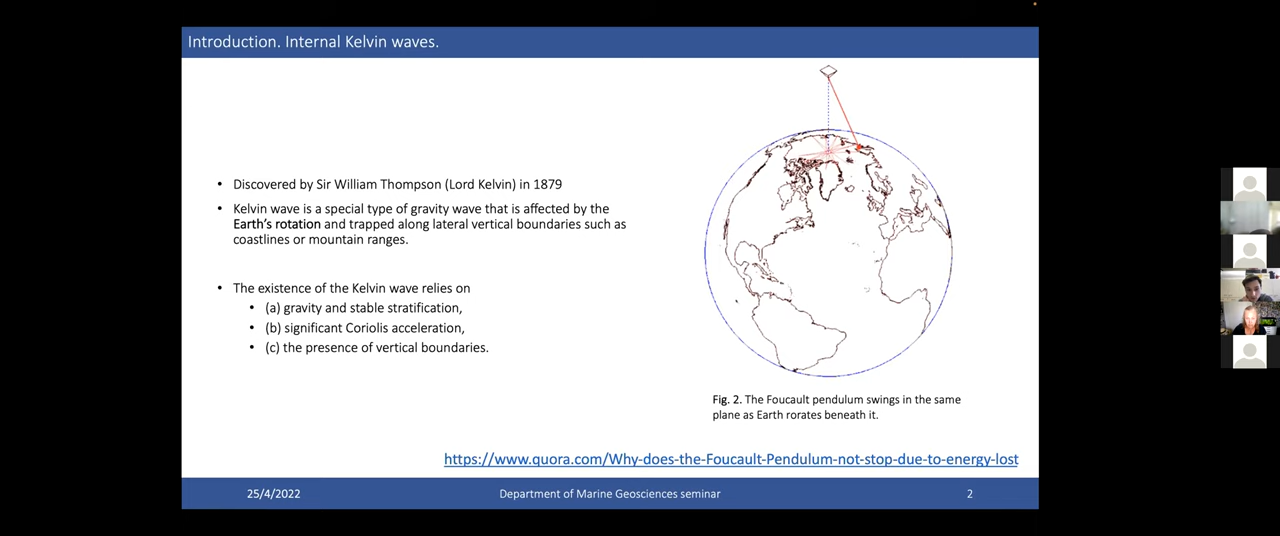 Introduction. Internal Kelvin waves.
• Discovered by Sir William Thompson (Lord Kelvin) in 1879
• Kelvin wave is a special type of gravity wave that is affected by the
Earth's rotation and trapped along lateral vertical boundaries such as
coastlines or mountain ranges.
• The existence of the Kelvin wave relies on
• (a) gravity and stable stratification,
• (b) significant Coriolis acceleration,
• (c) the presence of vertical boundaries.
Fig. 2. The Foucault pendulum swings in the same
plane as Earth rorates beneath it.
https://www.quora.com/Why-does-the-Foucault-Pendulum-not-stop-due-to-energy-lost
25/4/2022
Department of Marine Geosciences seminar
2